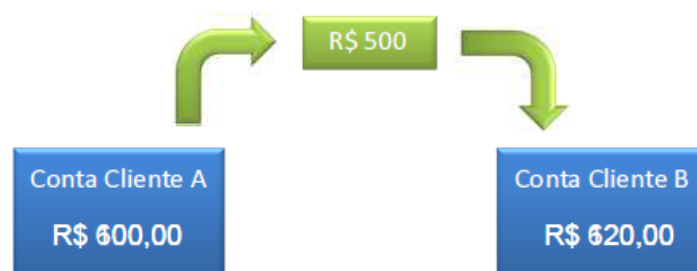 R$ 500
Conta Cliente A
Conta Cliente B
R$ 600,00
R$ 620,00